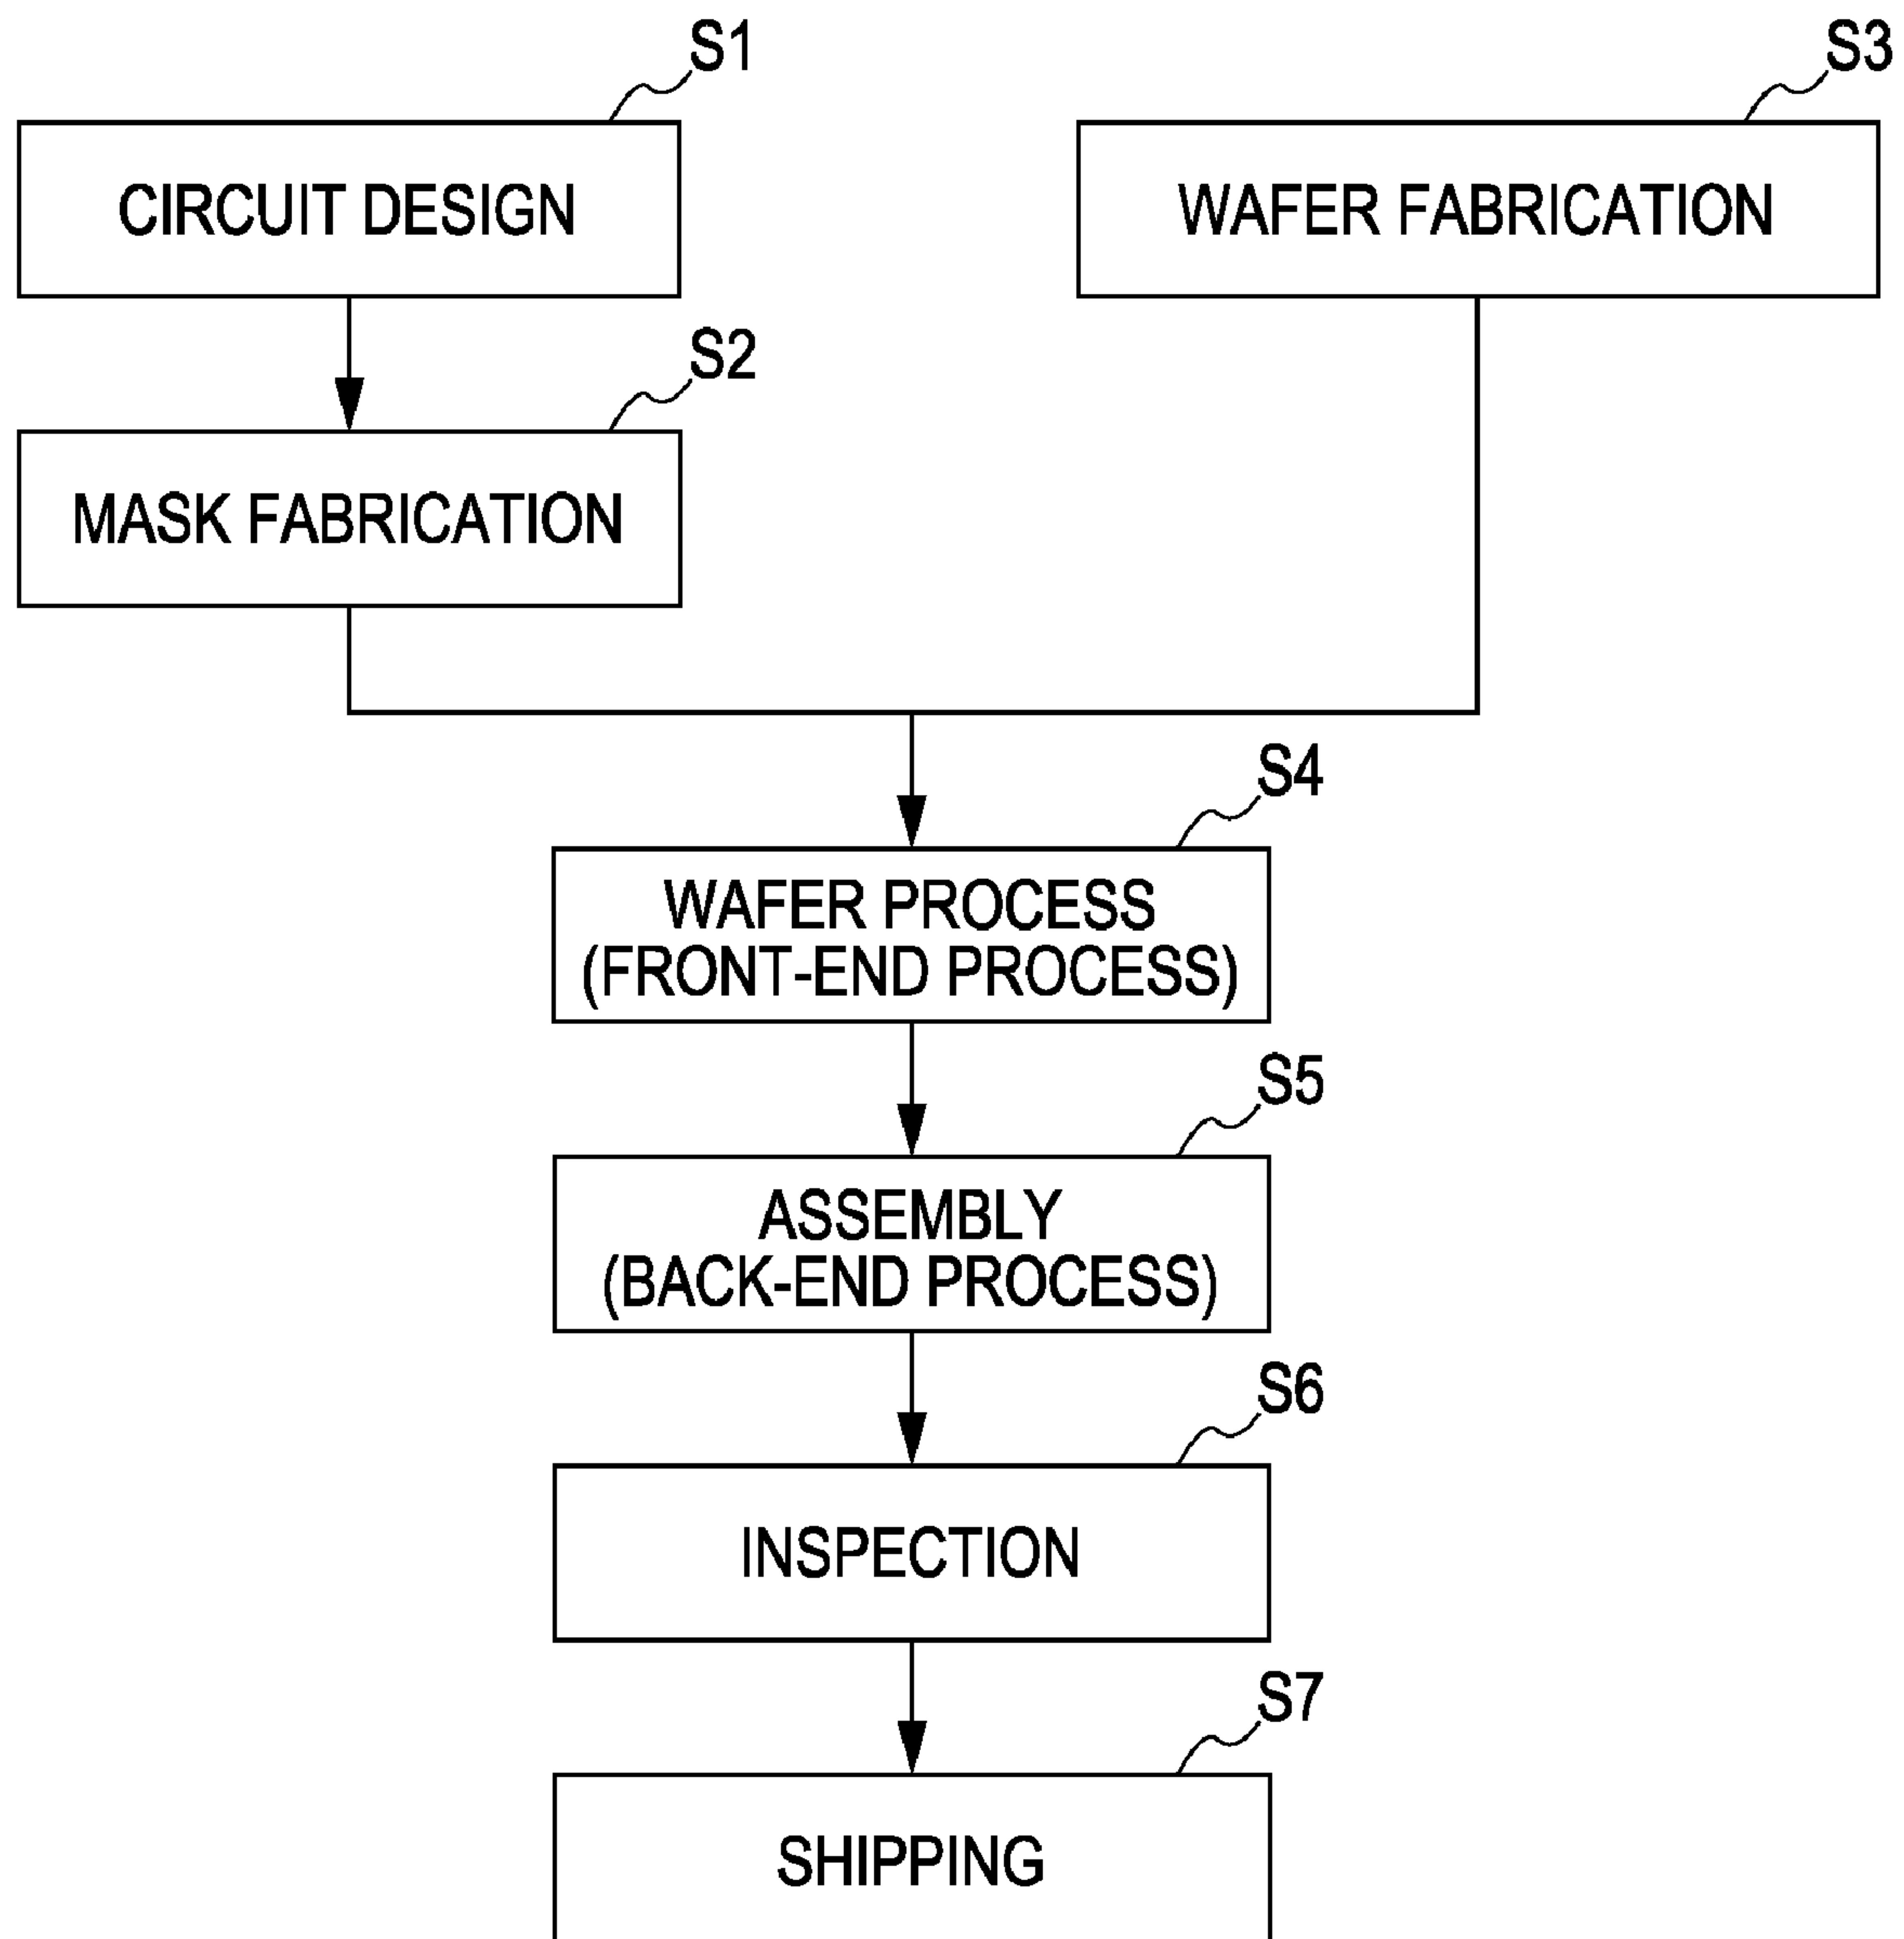 S1
CIRCUIT DESIGN
S3
WAFER FABRICATION
S2
MASK FABRICATION
S4
WAFER PROCESS
(FRONT-END PROCESS)
S5
ASSEMBLY
(BACK-END PROCESS)
S6
INSPECTION
S7
SHIPPING